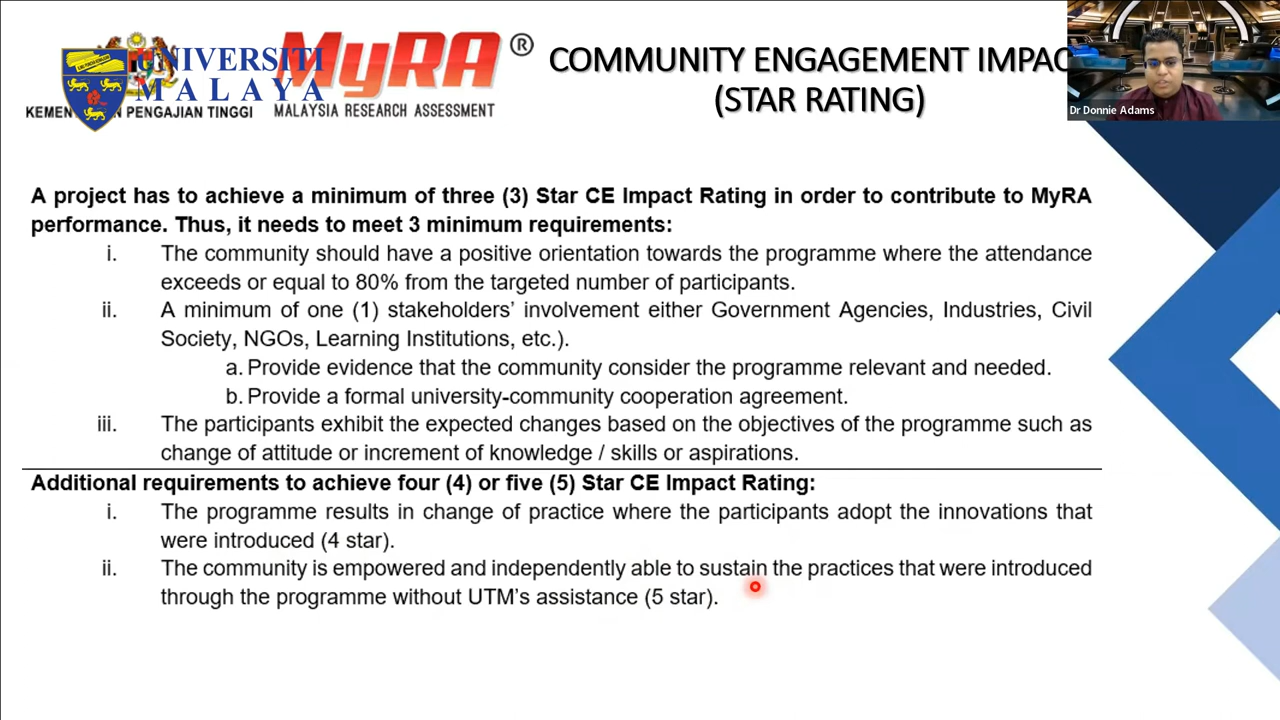 UNIVERSITI
MALAYA
KEMEN PENGAJIAN TINGGI
MyRA ®
MALAYSIA RESEARCH ASSESSMENT
COMMUNITY ENGAGEMENT IMPAC
(STAR RATING)
Dr Donnie Adams
A project has to achieve a minimum of three (3) Star CE Impact Rating in order to contribute to MyRA
performance. Thus, it needs to meet 3 minimum requirements:
i. The community should have a positive orientation towards the programme where the attendance
exceeds or equal to 80% from the targeted number of participants.
ii. A minimum of one (1) stakeholders' involvement either Government Agencies, Industries, Civil
Society, NGOs, Learning Institutions, etc.).
a. Provide evidence that the community consider the programme relevant and needed.
b. Provide a formal university-community cooperation agreement.
iii. The participants exhibit the expected changes based on the objectives of the programme such as
change of attitude or increment of knowledge / skills or aspirations.
Additional requirements to achieve four (4) or five (5) Star CE Impact Rating:
i. The programme results in change of practice where the participants adopt the innovations that
were introduced (4 star).
ii. The community is empowered and independently able to sustain the practices that were introduced
through the programme without UTM's assistance (5 star).